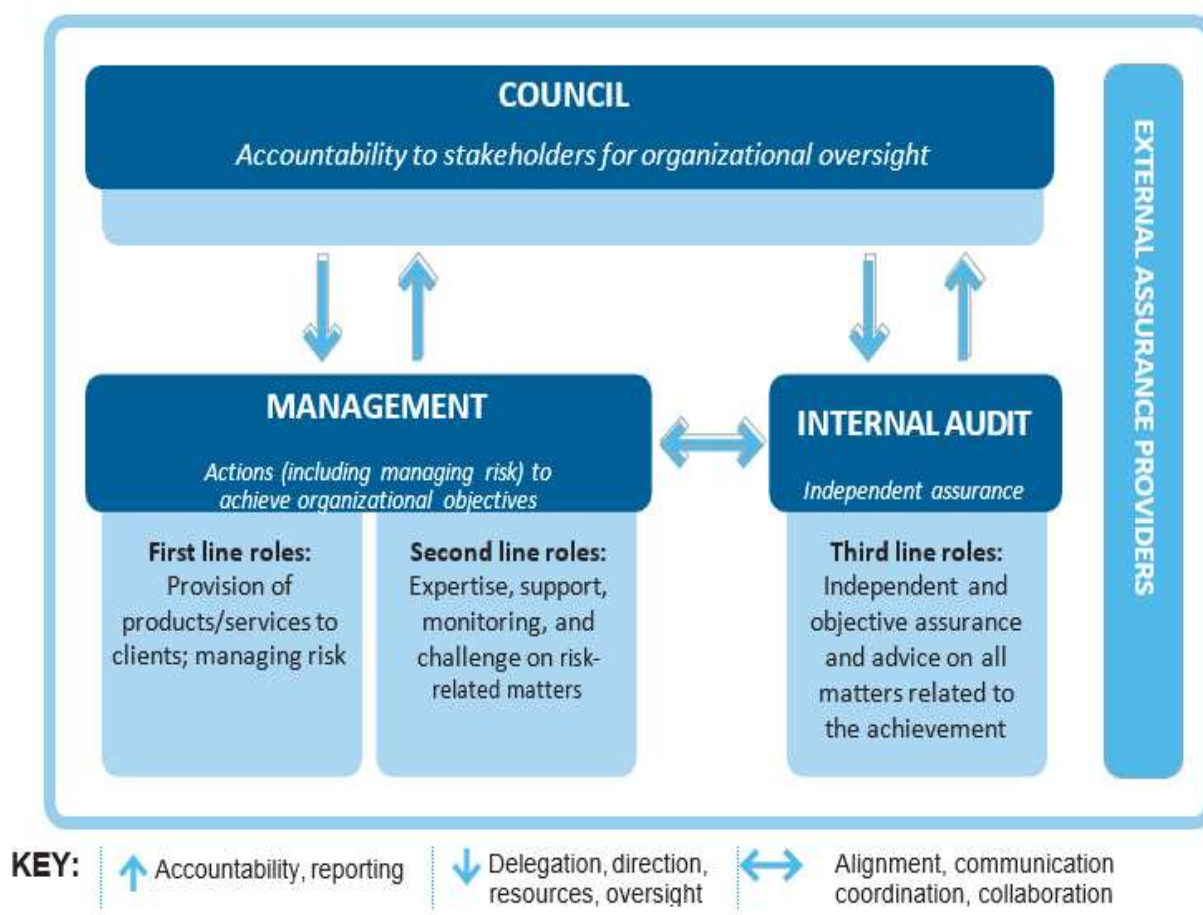 COUNCIL
Accountability to stakeholders for organizational oversight
EXTERNAL ASSURANCE PROVIDERS
MANAGEMENT
Actions (including managing risk) to
achieve organizational objectives
INTERNAL AUDIT
Independent assurance
First line roles:
Provision of
products/services to
clients; managing risk
Second line roles:
Expertise, support,
monitoring, and
challenge on risk-
related matters
Third line roles:
Independent and
objective assurance
and advice on all
matters related to
the achievement
KEY:
Accountability, reporting
Delegation, direction,
resources, oversight
Alignment, communication
coordination, collaboration